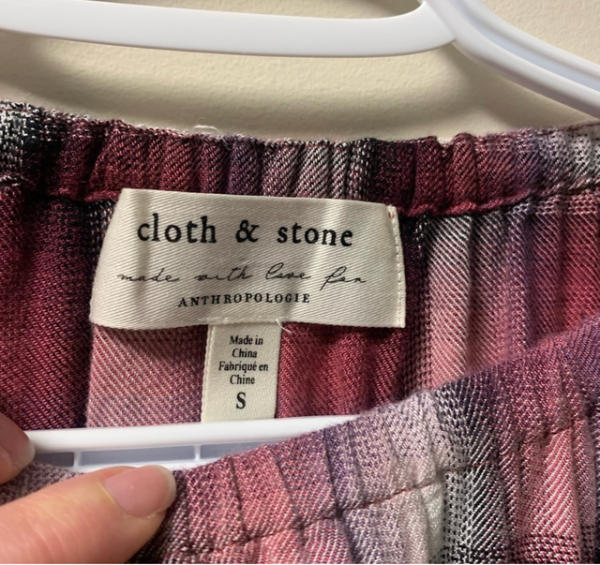 cloth & stone
made with love for
ANTHROPOLOGIE
Made in
China
Fabriqué en
Chine
S